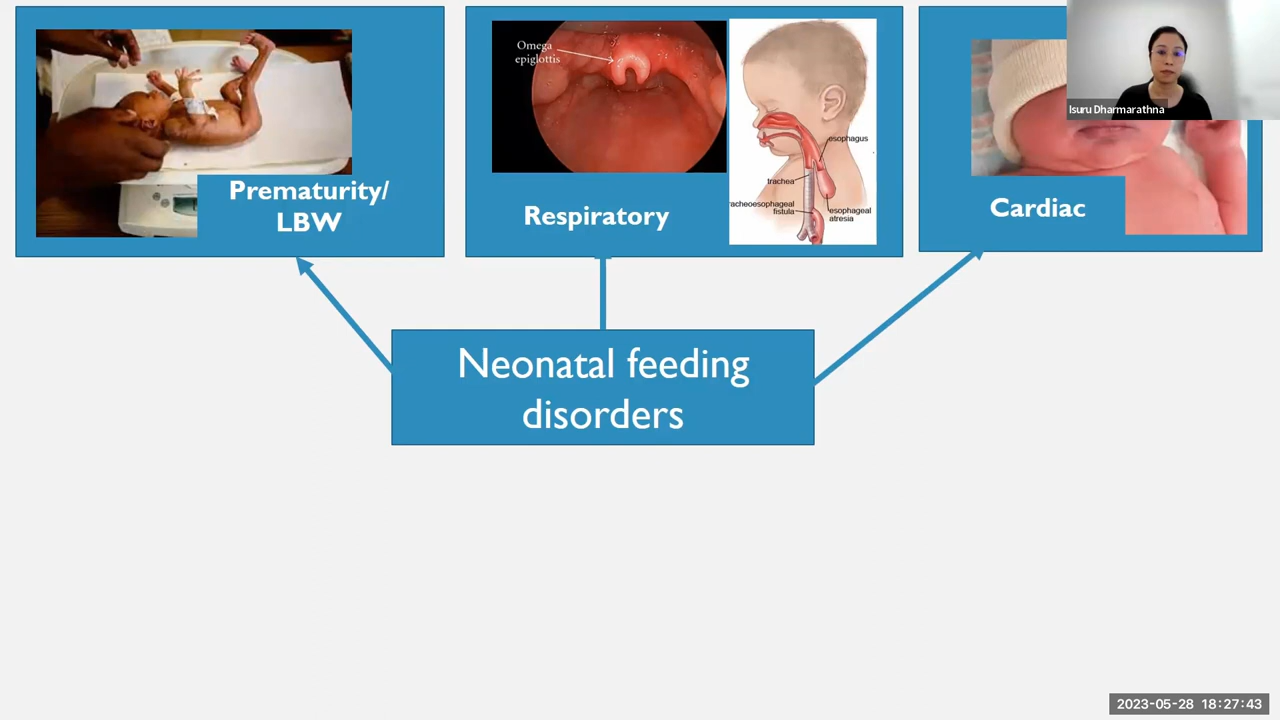 Prematurity/
LBW
Omega
epiglottis
Respiratory
esophagus
trachea
racheoesophageal
fistula
esophageal
atresia
Cardiac
Isuru Dharmarathna
Neonatal feeding
disorders
2023-05-28 18:27:43